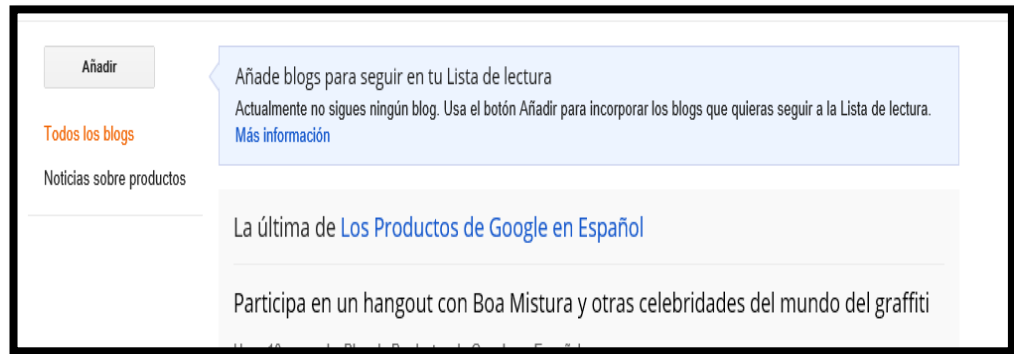 Añadir
Todos los blogs
Noticias sobre productos
Añade blogs para seguir en tu Lista de lectura
Actualmente no sigues ningún blog. Usa el botón Añadir para incorporar los blogs que quieras seguir a la Lista de lectura.
Más información
La última de Los Productos de Google en Español
Participa en un hangout con Boa Mistura y otras celebridades del mundo del graffiti